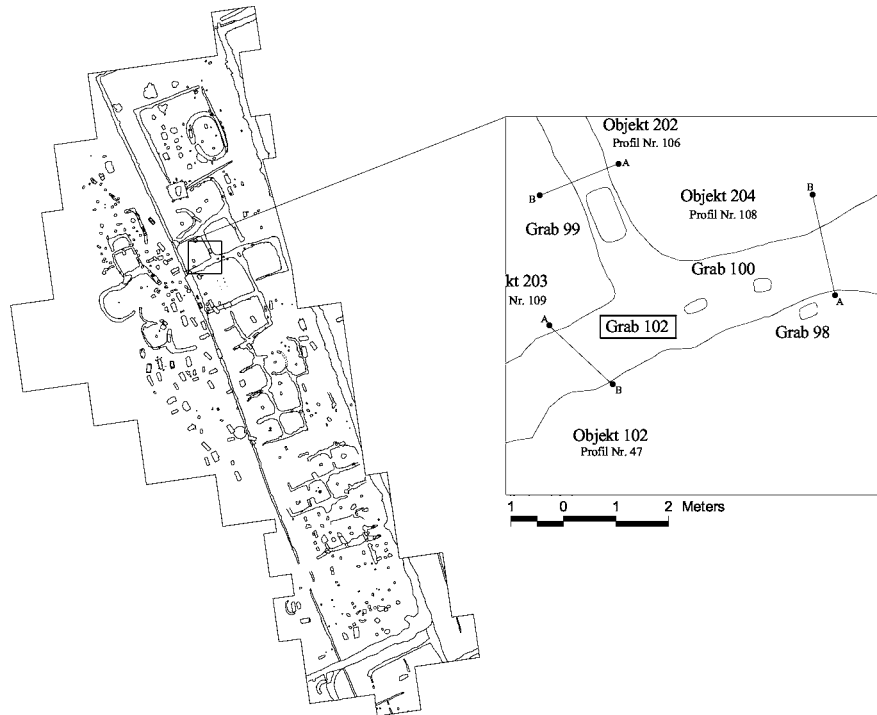 Objekt 202
Profil Nr. 106
A
B
Objekt 204
Profil Nr. 108
B
Grab 99
Grab 100
kt 203
Nr. 109
A
A
Grab 102
Grab 98
B
Objekt 102
Profil Nr. 47
1 0 1 2 Meters